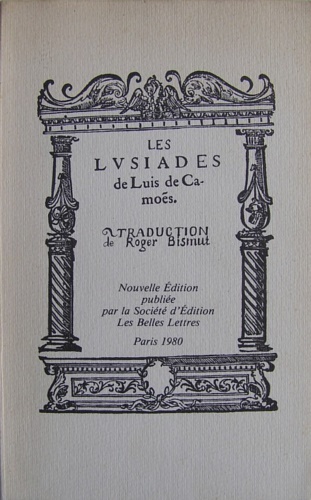 LES
LVSIADES
de Luis de Ca-
moẽs.
TRADUCTION
de Roger Bismut
Nouvelle Édition
publiée
par la Société d'Édition
Les Belles Lettres
Paris 1980